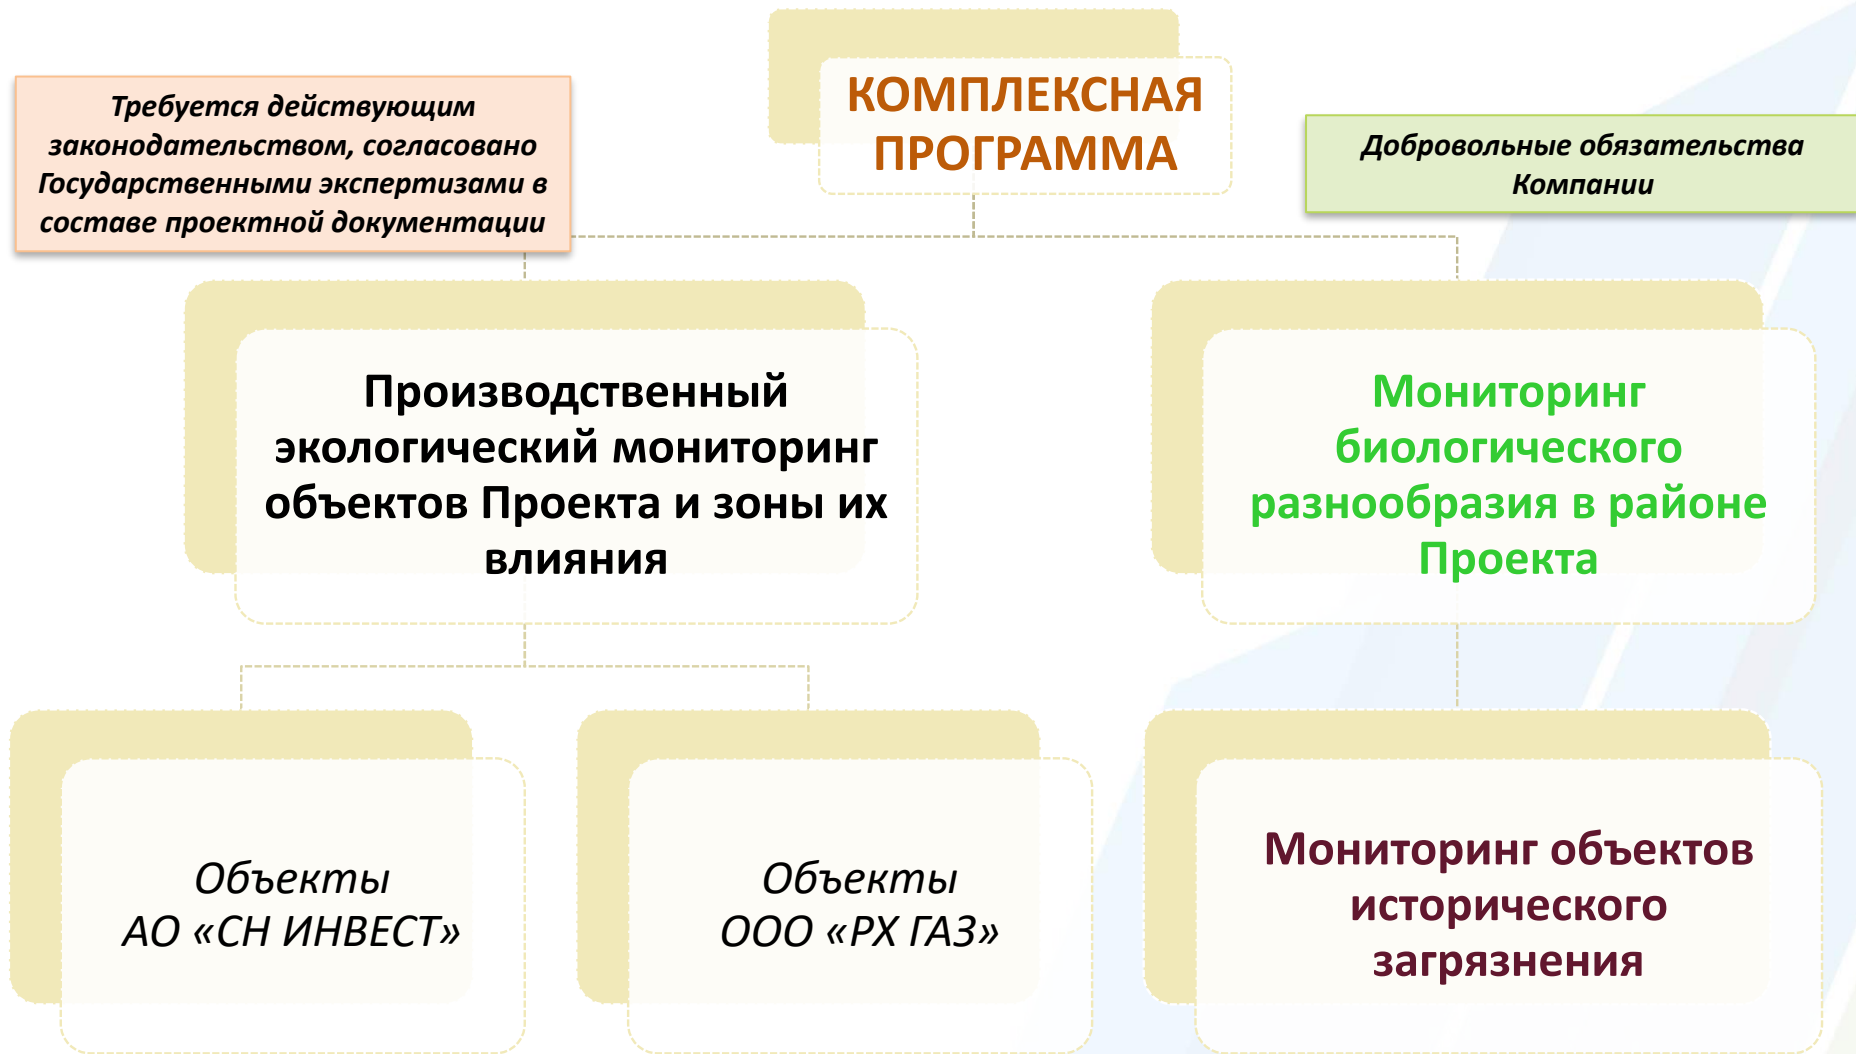 КОМПЛЕКСНАЯ
ПРОГРАММА
Требуется действующим
законодательством, согласовано
Государственными экспертизами в
составе проектной документации
Добровольные обязательства
Компании
Производственный
экологический мониторинг
объектов Проекта и зоны их
влияния
Мониторинг
биологического
разнообразия в районе
Проекта
Объекты
АО «СН ИНВЕСТ»
Объекты
ООО «РХ ГАЗ»
Мониторинг объектов
исторического
загрязнения